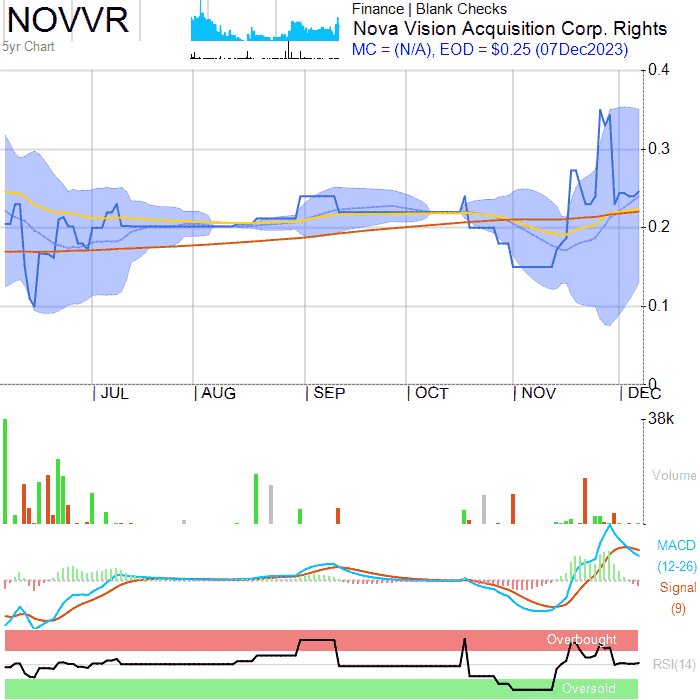 NOVVR
5yr Chart
Finance | Blank Checks
Nova Vision Acquisition Corp. Rights
MC = (N/A), EOD = $0.25 (07Dec2023)
0.4
0.3
0.2
0.1
0
JUL AUG SEP OCT NOV DEC
38k
Volume
MACD
(12-26)
Signal
(9)
Overbought
RSI(14)
Oversold